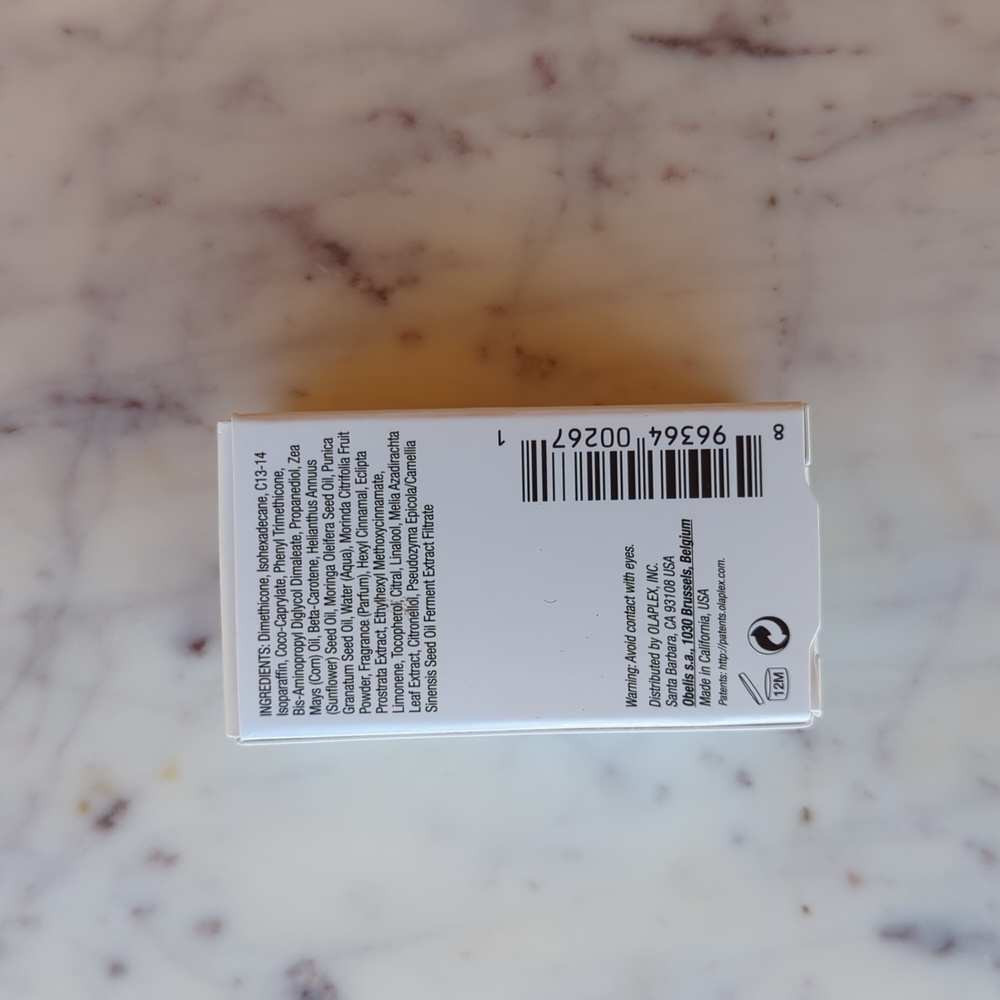 INGREDIENTS: Dimethicone, Isohexadecane, C13-14
Isoparaffin, Coco-Caprylate, Phenyl Trimethicone,
Bis-Aminopropyl Diglycol Dimaleate, Propanediol, Zea
Mays (Corn) Oil, Beta-Carotene, Helianthus Annuus
(Sunflower) Seed Oil, Moringa Oleifera Seed Oil, Punica
Granatum Seed Oil, Water (Aqua), Morinda Citrifolia Fruit
Powder, Fragrance (Parfum), Hexyl Cinnamal, Eclipta
Prostrata Extract, Ethylhexyl Methoxycinnamate,
Limonene, Tocopherol, Citral, Linalool, Melia Azadirachta
Leaf Extract, Citronellol, Pseudozyma Epicola/Camellia
Sinensis Seed Oil Ferment Extract Filtrate
Warning: Avoid contact with eyes.
Distributed by OLAPLEX, INC.
Santa Barbara, CA 93108 USA
Obelis s.a., 1030 Brussels, Belgium
Made in California, USA
Patents: http://patents.olaplex.com.
12M
8 96364 00267 1